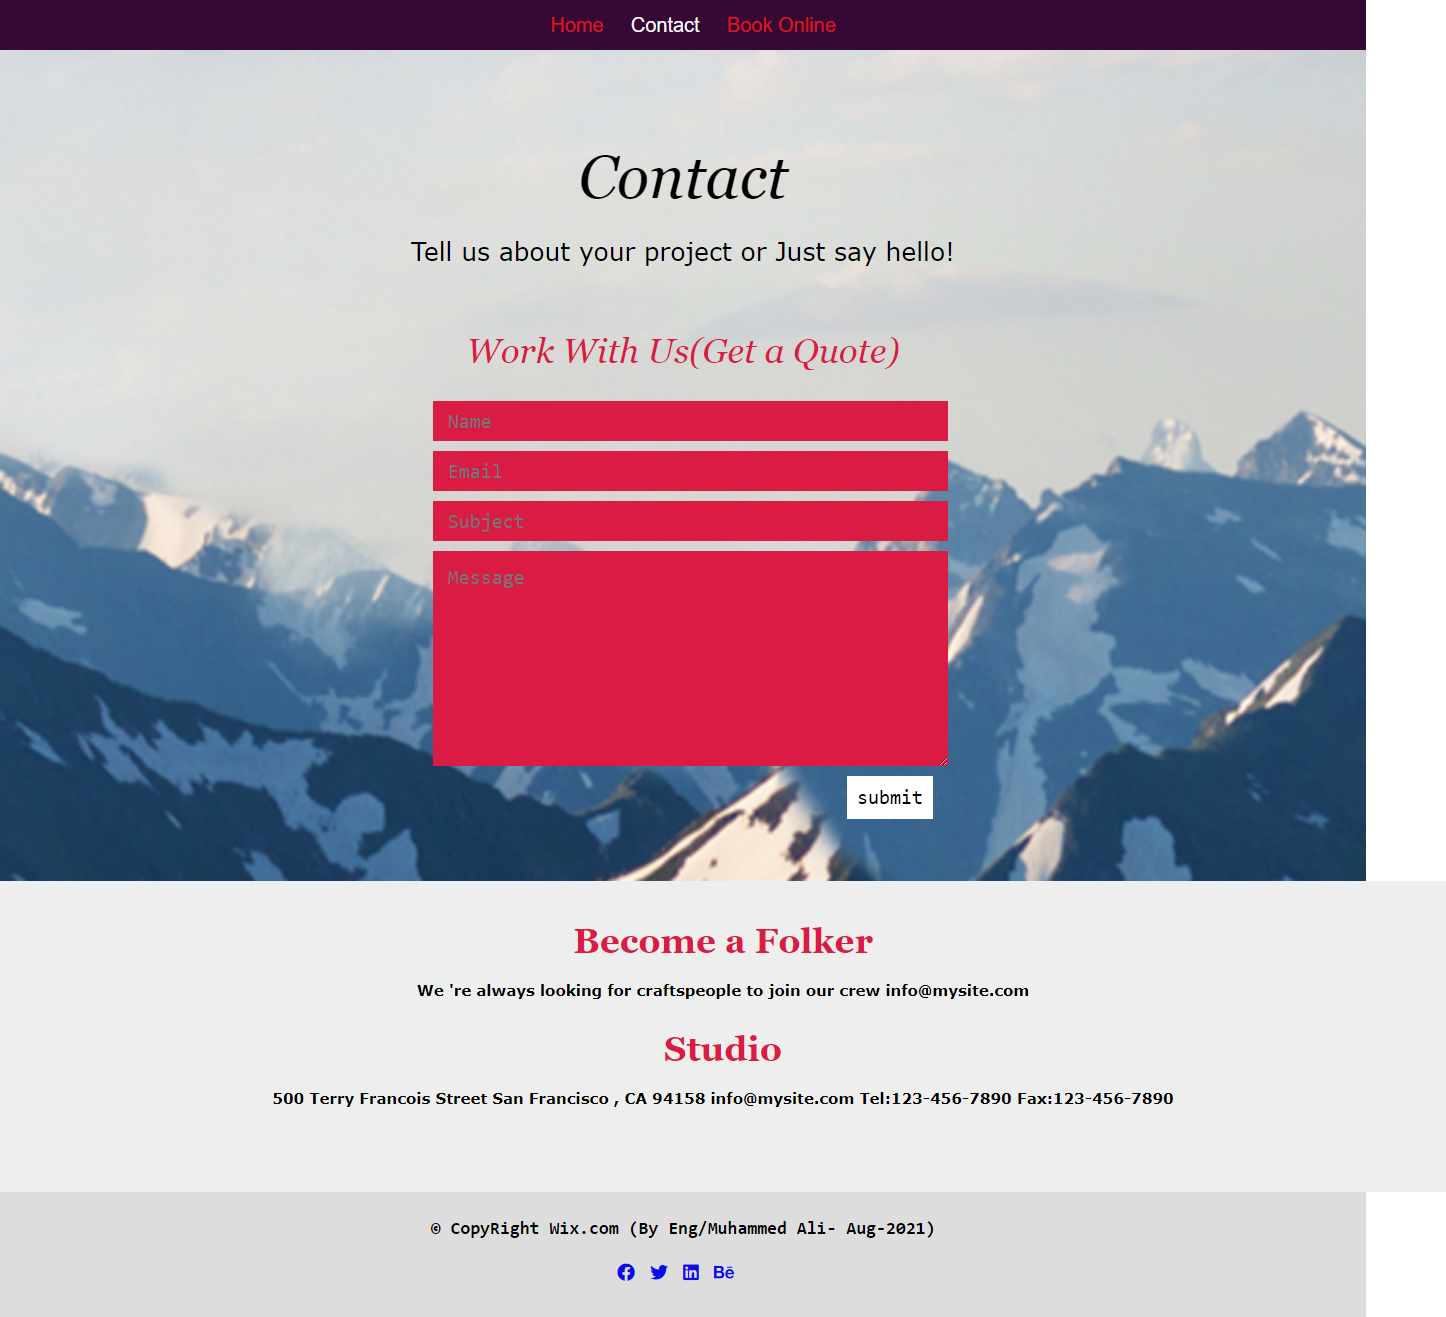 Home Contact Book Online
Contact
Tell us about your project or Just say hello!
Work With Us(Get a Quote)
Name
Email
Subject
Message
submit
Become a Folker
We 're always looking for craftspeople to join our crew info@mysite.com
Studio
500 Terry Francois Street San Francisco , CA 94158 info@mysite.com Tel:123-456-7890 Fax:123-456-7890
© CopyRight Wix.com (By Eng/Muhammed Ali- Aug-2021)
Bē